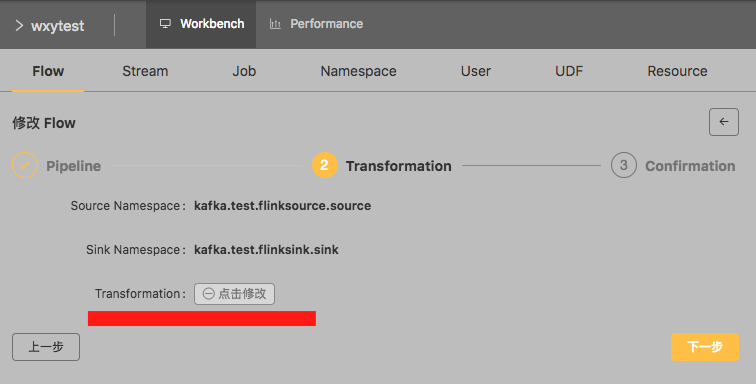 > wxytest Workbench Performance
Flow Stream Job Namespace User UDF Resource
修改 Flow
Pipeline 2 Transformation 3 Confirmation
Source Namespace: kafka.test.flinksource.source
Sink Namespace: kafka.test.flinksink.sink
Transformation: 点击修改
上一步 下一步